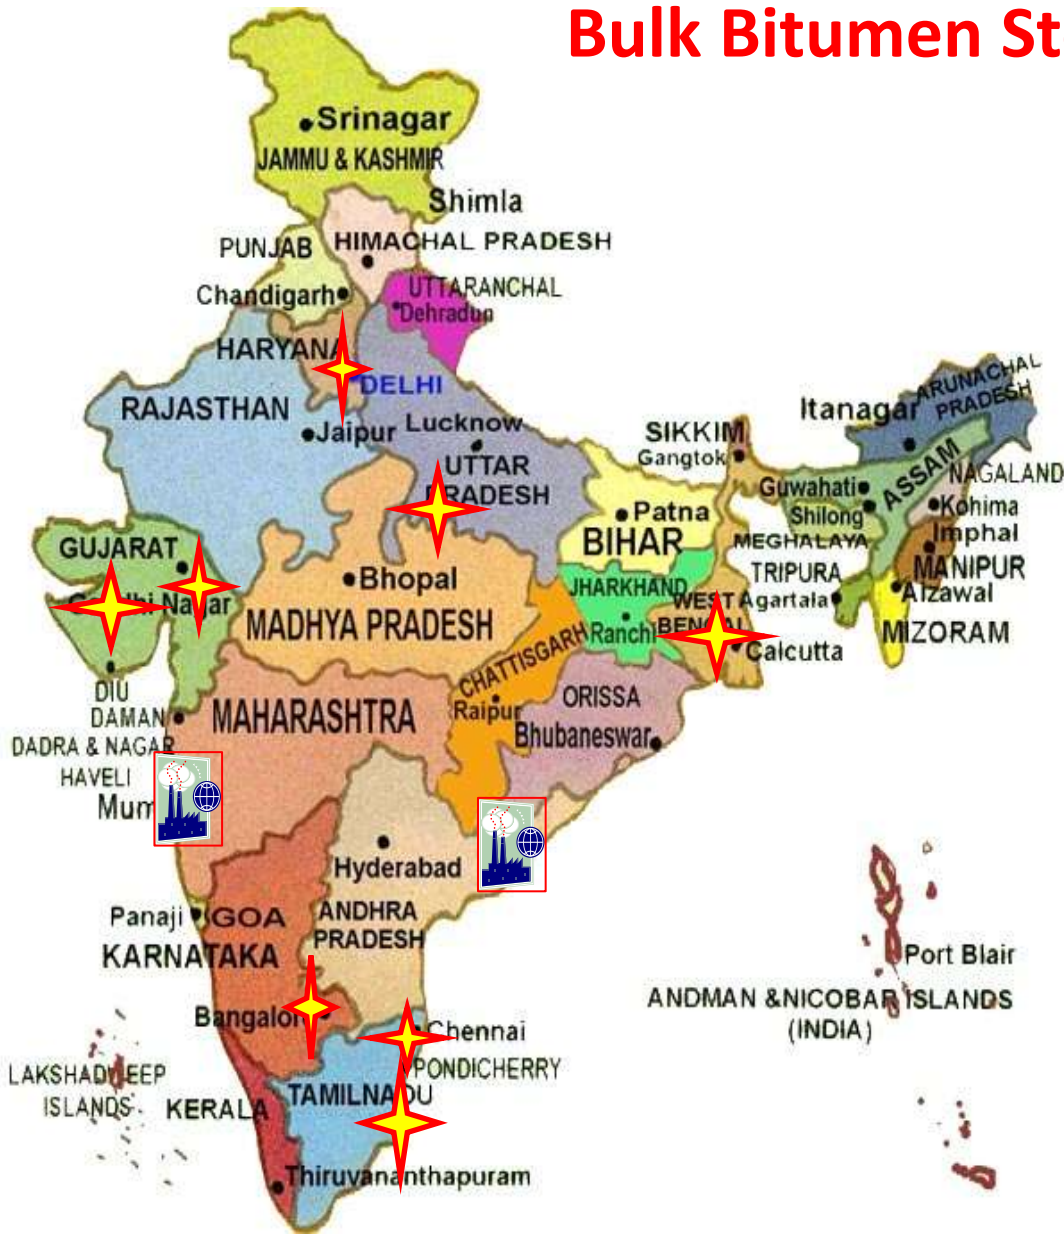 Bulk Bitumen St
Srinagar
JAMMU & KASHMIR
Shimla
PUNJAB
HIMACHAL PRADESH
Chandigarh
UTTARANCHAL
Dehradun
HARYANA
DELHI
RAJASTHAN
Jaipur
Lucknow
UTTAR
PRADESH
SIKKIM
Gangtok
Itanagar
ARUNACHAL
PRADESH
ASSAM
NAGALAND
Guwahati
Shilong
Kohima
Imphal
MEGHALAYA
MANIPUR
TRIPURA
Agartala
Alzawal
MIZORAM
Patna
BIHAR
JHARKHAND
Ranchi
WEST
BENGAL
Calcutta
GUJARAT
Nagar
Bhopal
MADHYA PRADESH
CHATTISGARH
Raipur
ORISSA
Bhubaneswar
DIU
DAMAN
DADRA & NAGAR
HAVELI
MAHARASHTRA
Mum
Hyderabad
ANDHRA
PRADESH
Panaji
GOA
KARNATAKA
Bangalor
Chennai
PONDICHERRY
TAMILNADU
KERALA
Thiruvananthapuram
LAKSHADWEEP
ISLANDS
Port Blair
ANDMAN &NICOBAR ISLANDS
(INDIA)